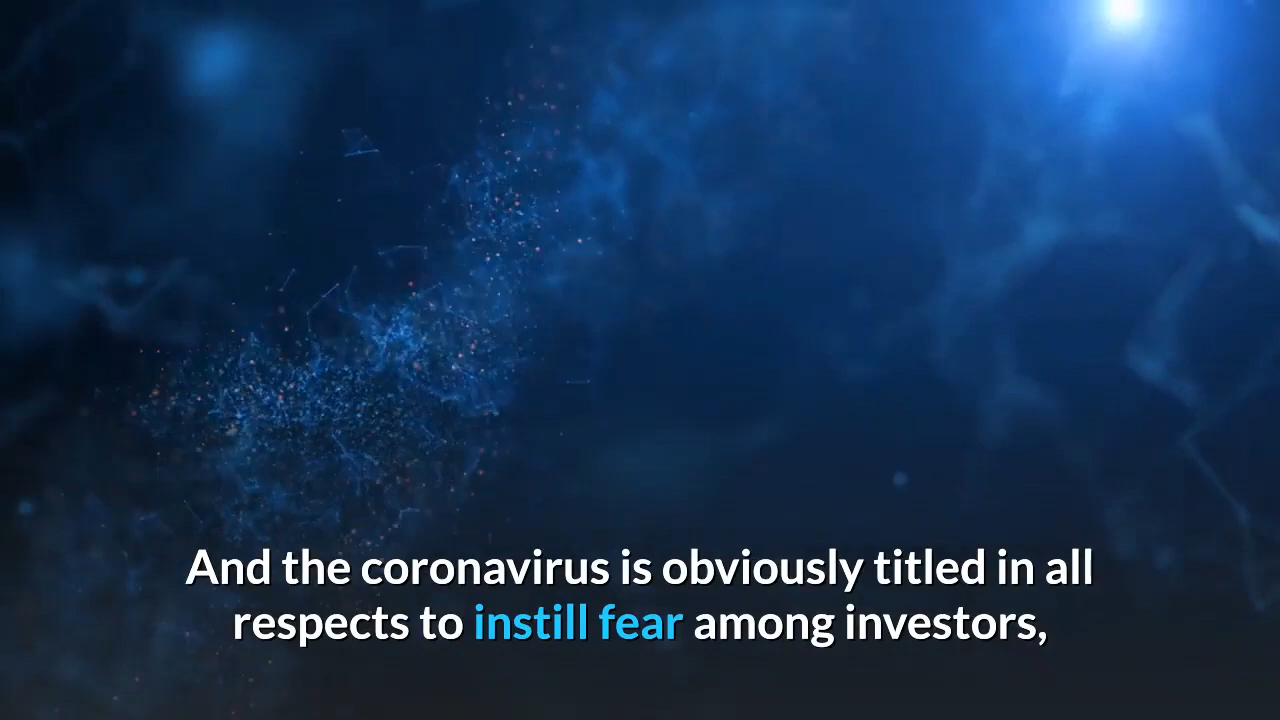 And the coronavirus is obviously titled in all
respects to instill fear among investors,